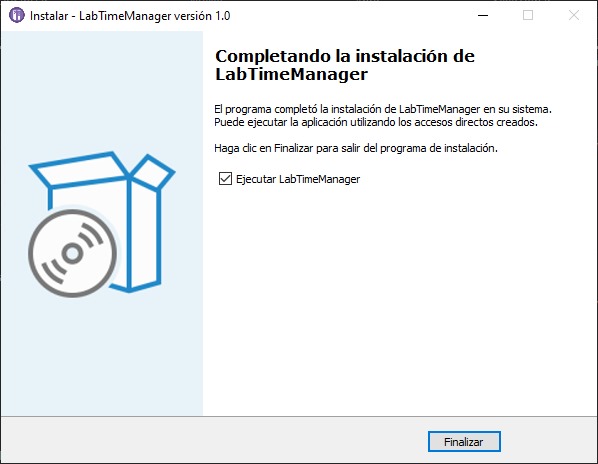 Instalar - LabTimeManager versión 1.0
Completando la instalación de
LabTimeManager
El programa completó la instalación de LabTimeManager en su sistema.
Puede ejecutar la aplicación utilizando los accesos directos creados.
Haga clic en Finalizar para salir del programa de instalación.
Ejecutar LabTimeManager
Finalizar